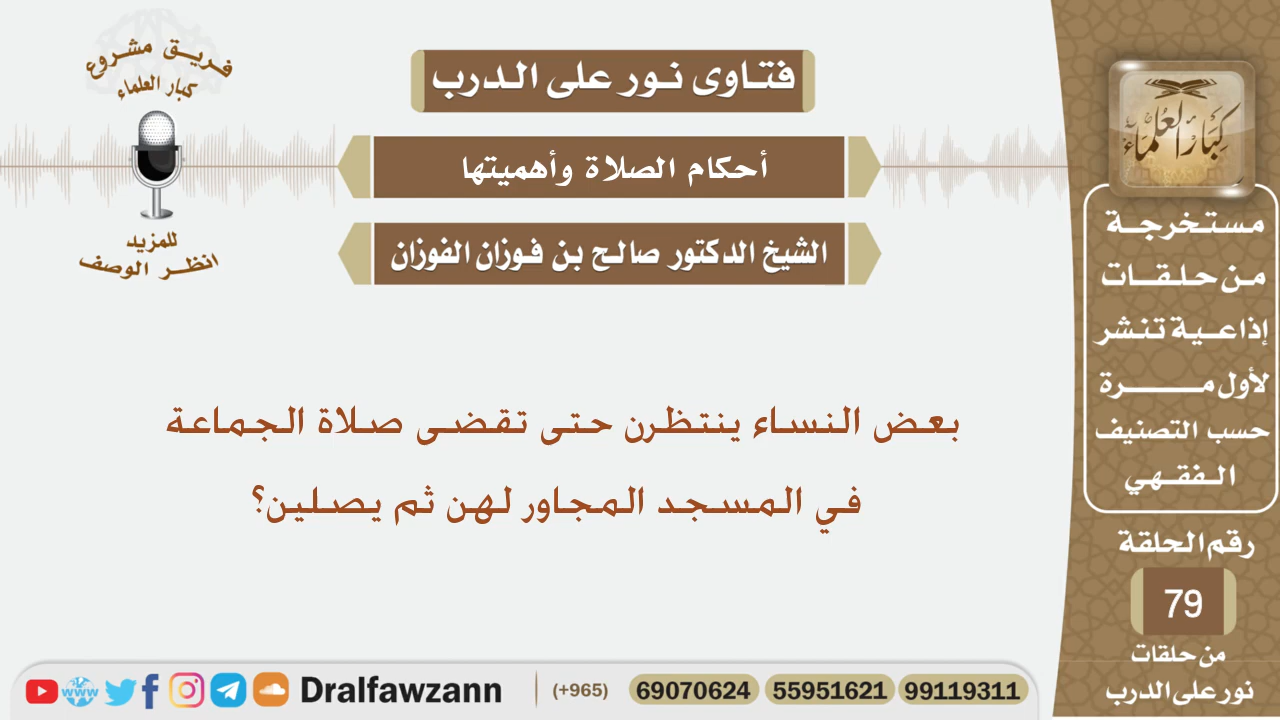 فتاوى نور على الدرب
أحكام الصلاة وأهميتها
الشيخ الدكتور صالح بن فوزان الفوزان
فريق مشروع
كبار العلماء
للمزيد
انظر الوصف
بعض النساء ينتظرن حتى تقضى صلاة الجماعة
في المسجد المجاور لهن ثم يصلين؟
كبار العلماء
مستخرجة
من حلقات
إذاعية تنشر
لأول مرة
حسب التصنيف
الفقهي
رقم الحلقة
79
من حلقات
نور على الدرب
www
Dralfawzann
(+965) 69070624 55951621 99119311